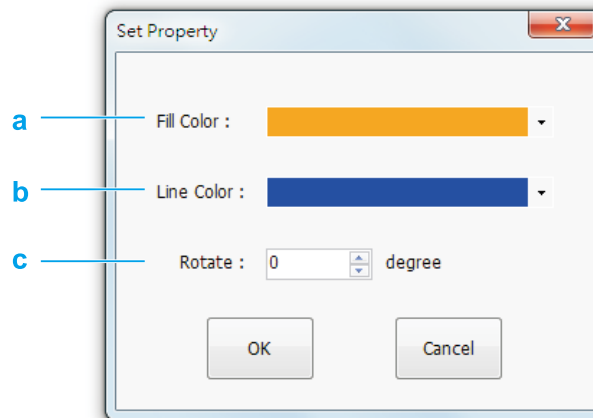 Set Property
a Fill Color :
b Line Color :
c Rotate : 0 degree
OK Cancel